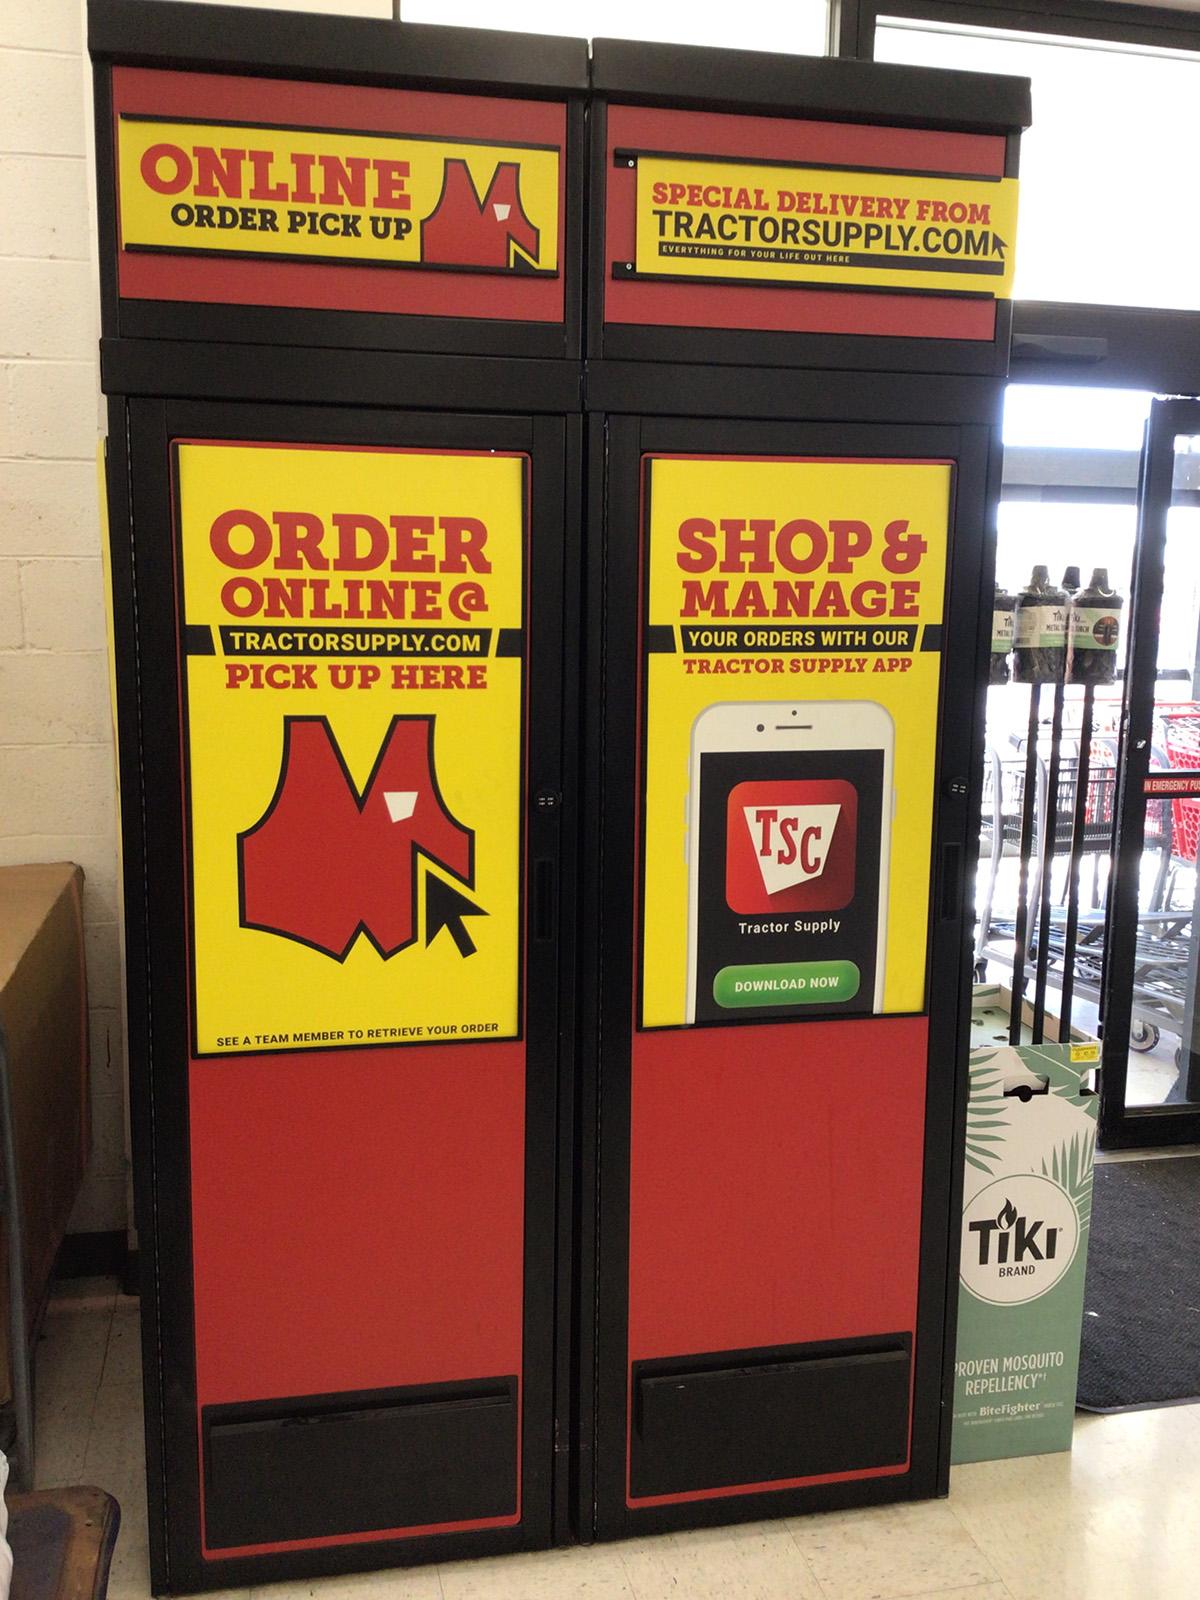 ONLINE
ORDER PICK UP
SPECIAL DELIVERY FROM
TRACTORSUPPLY.COM
EVERYTHING FOR YOUR LIFE OUT HERE
ORDER
ONLINE @
TRACTORSUPPLY.COM
PICK UP HERE
SEE A TEAM MEMBER TO RETRIEVE YOUR ORDER
SHOP &
MANAGE
YOUR ORDERS WITH OUR
TRACTOR SUPPLY APP
TSC
Tractor Supply
DOWNLOAD NOW
IN EMERGENCY
TIKI
BRAND
PROVEN MOSQUITO
REPELLENCY*†
BiteFighter